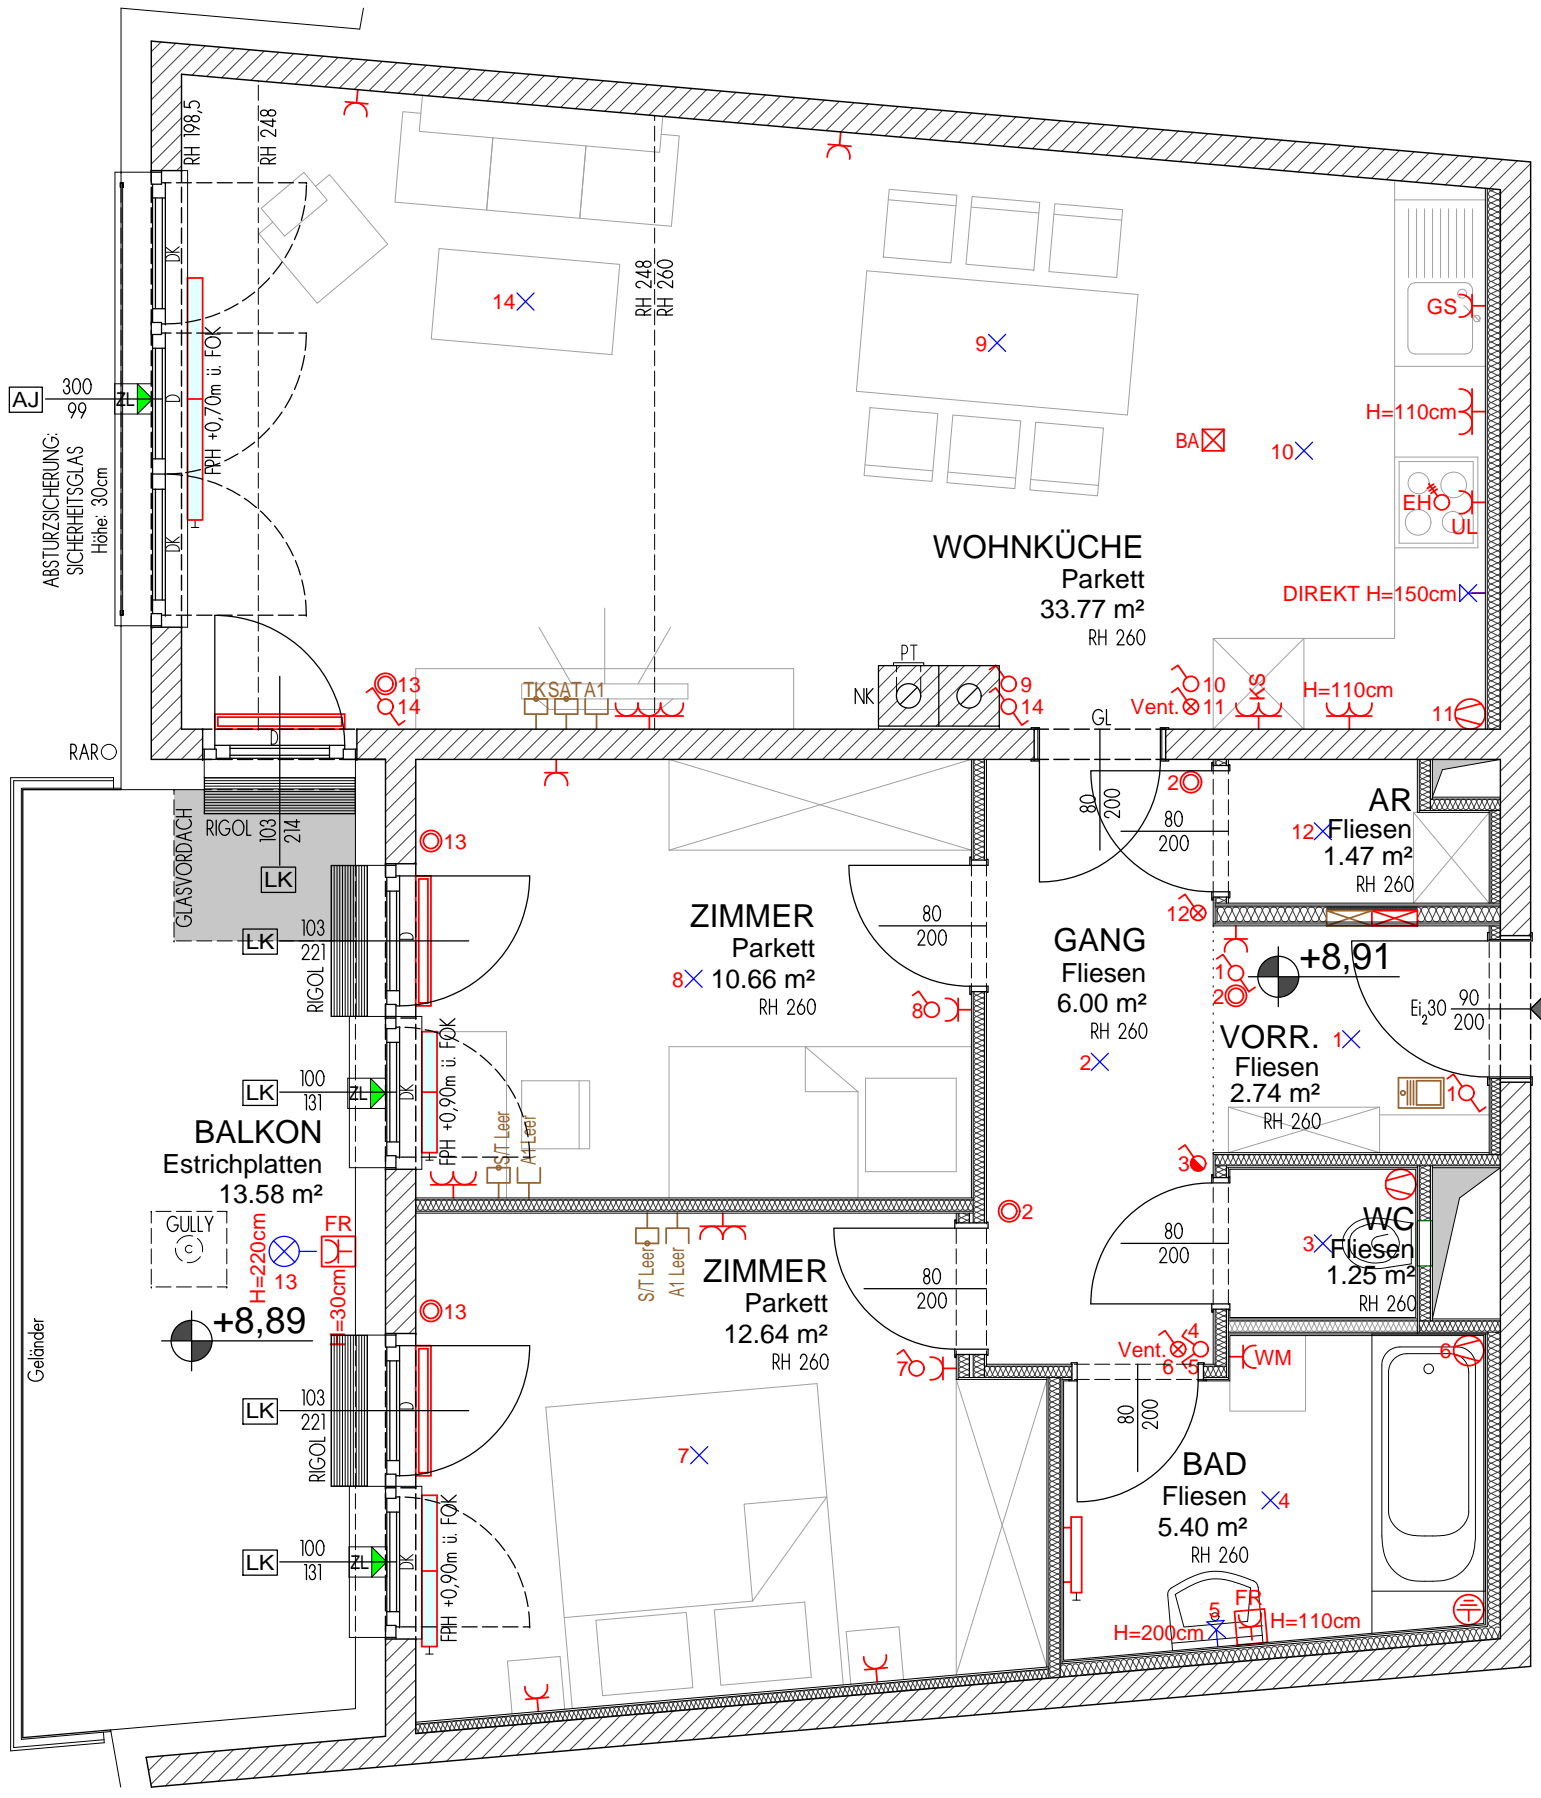 RH 198,5
RH 248
RH 248
RH 260
DK
D
DK
FPH +0,70m ü. FOK
AJ
300
99
ZL
ABSTURZSICHERUNG:
SICHERHEITSGLAS
Höhe: 30cm
14
9
GS
H=110cm
BA
10
EH
UL
DIREKT H=150cm
WOHNKÜCHE
Parkett
33.77 m²
RH 260
13
14
TK SAT A1
PT
NK
9
14
10
Vent.
11
KS
H=110cm
11
GL
RARO
D
RIGOL
103
214
GLASVORDACH
LK
13
80
200
2
80
200
AR
Fliesen
1.47 m²
RH 260
12
12
ZIMMER
Parkett
10.66 m²
RH 260
8
8
80
200
GANG
Fliesen
6.00 m²
RH 260
2
+8,91
1
2
VORR.
Fliesen
2.74 m²
RH 260
1
1
Ei₂30
90
200
LK
103
221
RIGOL
D
LK
100
131
ZL
DK
FPH +0,90m ü. FOK
S/T Leer
A1 Leer
BALKON
Estrichplatten
13.58 m²
GULLY
C
H=220cm
13
FR
H=30cm
+8,89
Geländer
3
2
80
200
WC
Fliesen
1.25 m²
RH 260
3
S/T Leer
A1 Leer
ZIMMER
Parkett
12.64 m²
RH 260
13
80
200
7
7
Vent.
4
6
5
WM
6
80
200
BAD
Fliesen
5.40 m²
RH 260
4
5
FR
H=200cm
H=110cm
LK
103
221
RIGOL
D
LK
100
131
ZL
DK
FPH +0,90m ü. FOK